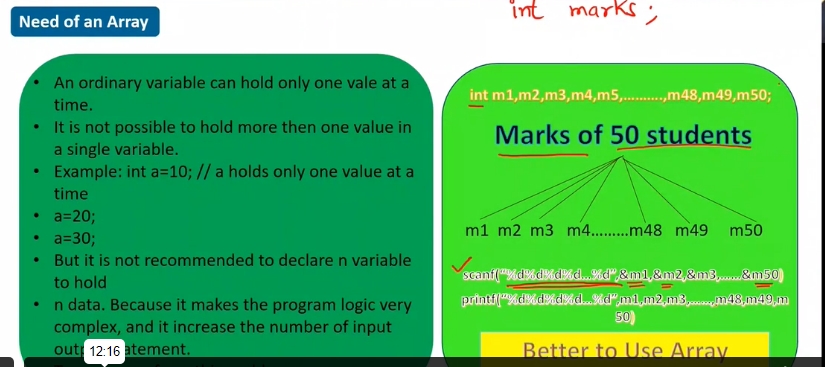 Need of an Array
int marks;
• An ordinary variable can hold only one vale at a
time.
• It is not possible to hold more then one value in
a single variable.
• Example: int a=10; // a holds only one value at a
time
• a=20;
• a=30;
• But it is not recommended to declare n variable
to hold
• n data. Because it makes the program logic very
complex, and it increase the number of input
atement.
12:16
int m1,m2,m3,m4,m5,..........,m48,m49,m50;
Marks of 50 students
m1 m2 m3 m4.........m48 m49 m50
scanf("%d%d%d%d...%d",&m1,&m2,&m3,......&m50)
printf("%d%d%d%d...%d",m1,m2,m3,......,m48,m49,m
50)
Better to Use Array